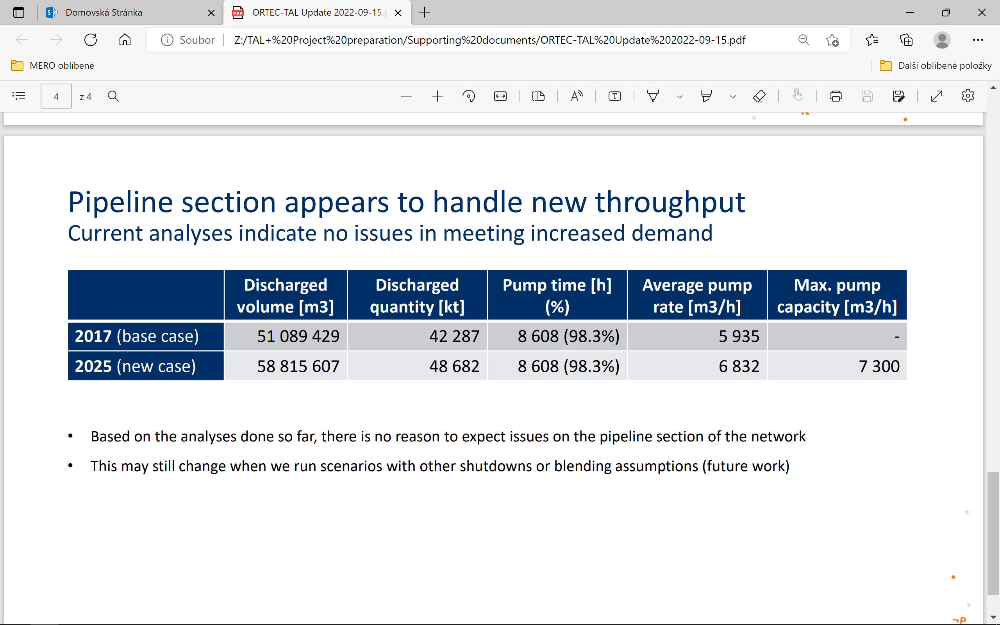 Domovská Stránka
ORTEC-TAL Update 2022-09-15.p
Soubor
Z:/TAL+%20Project%20preparation/Supporting%20documents/ORTEC-TAL%20Update%202022-09-15.pdf
MERO oblíbené
Další oblíbené položky
4
z 4
Pipeline section appears to handle new throughput
Current analyses indicate no issues in meeting increased demand
Discharged volume [m3]
Discharged quantity [kt]
Pump time [h] (%)
Average pump rate [m3/h]
Max. pump capacity [m3/h]
2017 (base case) 51 089 429 42 287 8 608 (98.3%) 5 935 -
2025 (new case) 58 815 607 48 682 8 608 (98.3%) 6 832 7 300
• Based on the analyses done so far, there is no reason to expect issues on the pipeline section of the network
• This may still change when we run scenarios with other shutdowns or blending assumptions (future work)